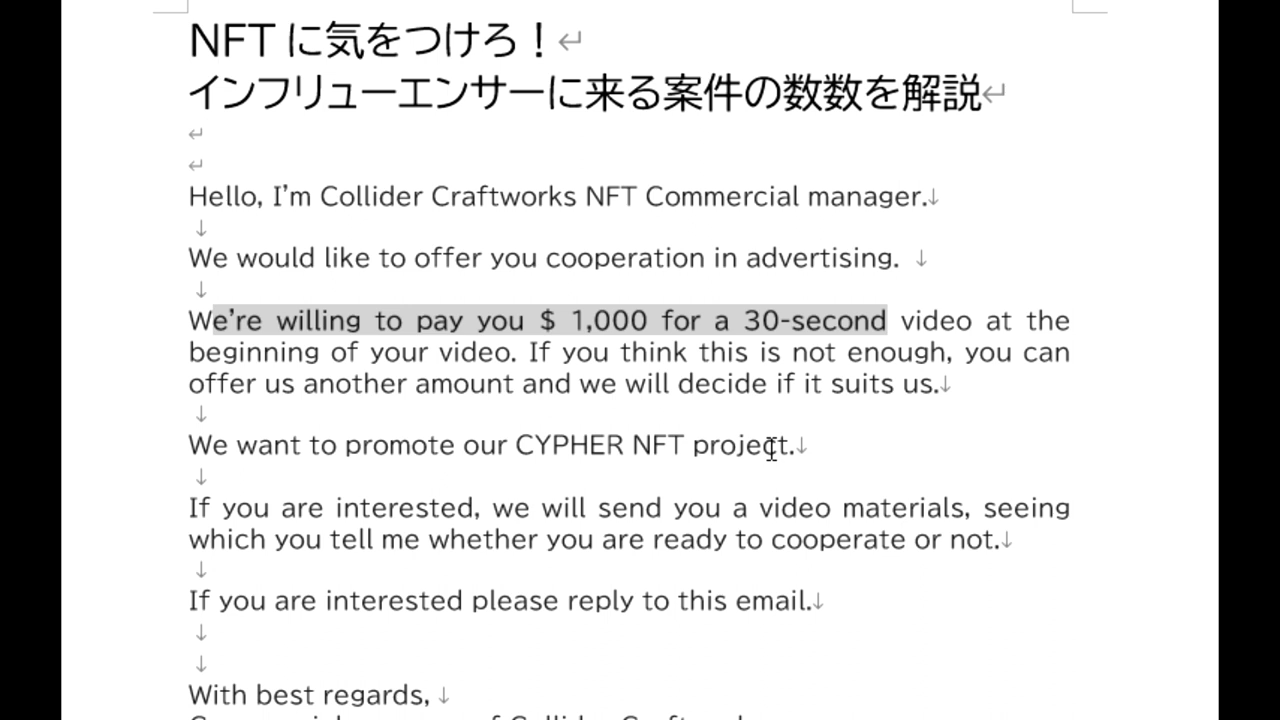 NFTに気をつけろ！
インフリューエンサーに来る案件の数数を解説
Hello, I’m Collider Craftworks NFT Commercial manager.
We would like to offer you cooperation in advertising.
We’re willing to pay you $ 1,000 for a 30-second video at the
beginning of your video. If you think this is not enough, you can
offer us another amount and we will decide if it suits us.
We want to promote our CYPHER NFT project.
If you are interested, we will send you a video materials, seeing
which you tell me whether you are ready to cooperate or not.
If you are interested please reply to this email.
With best regards,